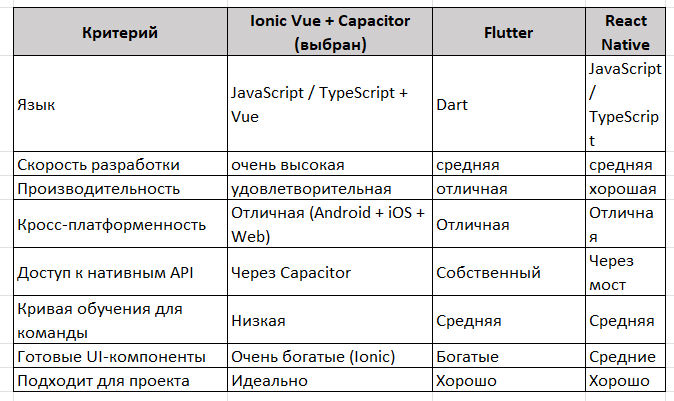 Критерий
Ionic Vue + Capacitor
(выбран)
Flutter
React
Native
Язык
JavaScript / TypeScript +
Vue
Dart
JavaScript
/
TypeScrip
t
Скорость разработки
очень высокая
средняя
средняя
Производительность
удовлетворительная
отличная
хорошая
Кросс-платформенность
Отличная (Android + iOS +
Web)
Отличная
Отлична
я
Доступ к нативным API
Через Capacitor
Собственный
Через
мост
Кривая обучения для
команды
Низкая
Средняя
Средняя
Готовые UI-компоненты
Очень богатые (Ionic)
Богатые
Средние
Подходит для проекта
Идеально
Хорошо
Хорошо